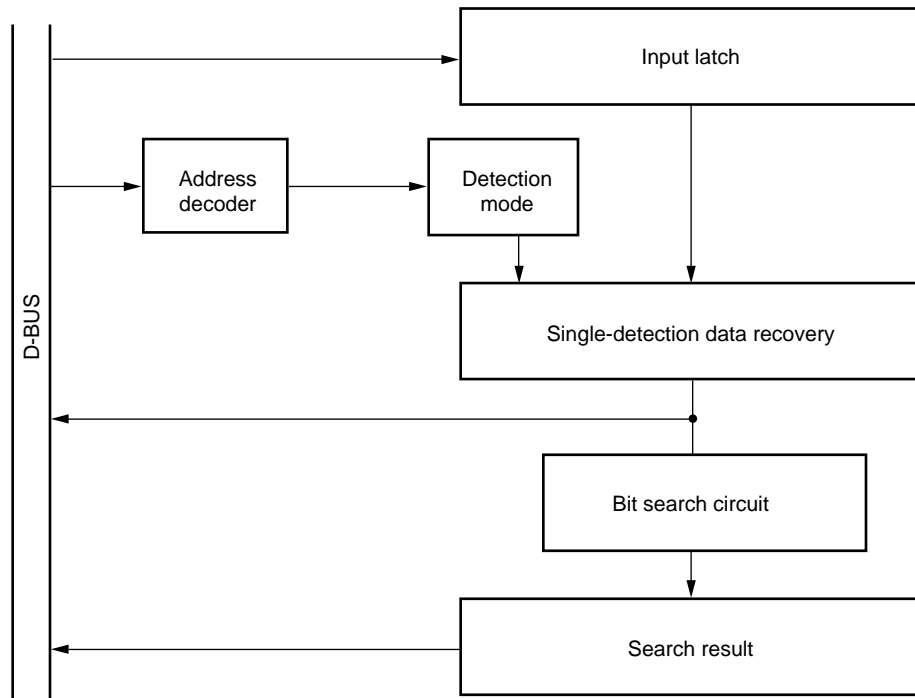 Input latch
Address
decoder
Detection
mode
D-BUS
Single-detection data recovery
Bit search circuit
Search result